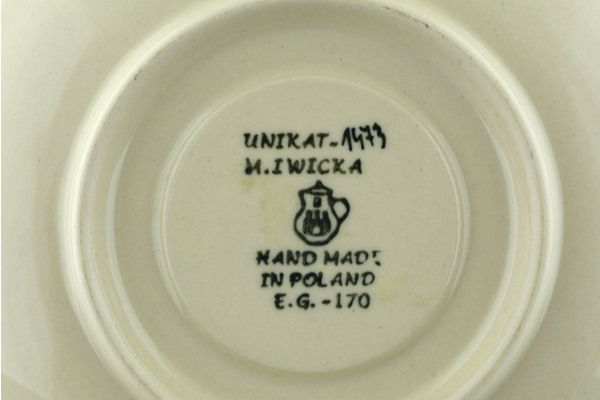 UNIKAT-1473
M.IWICKA
HAND MADE
IN POLAND
E.G.-170